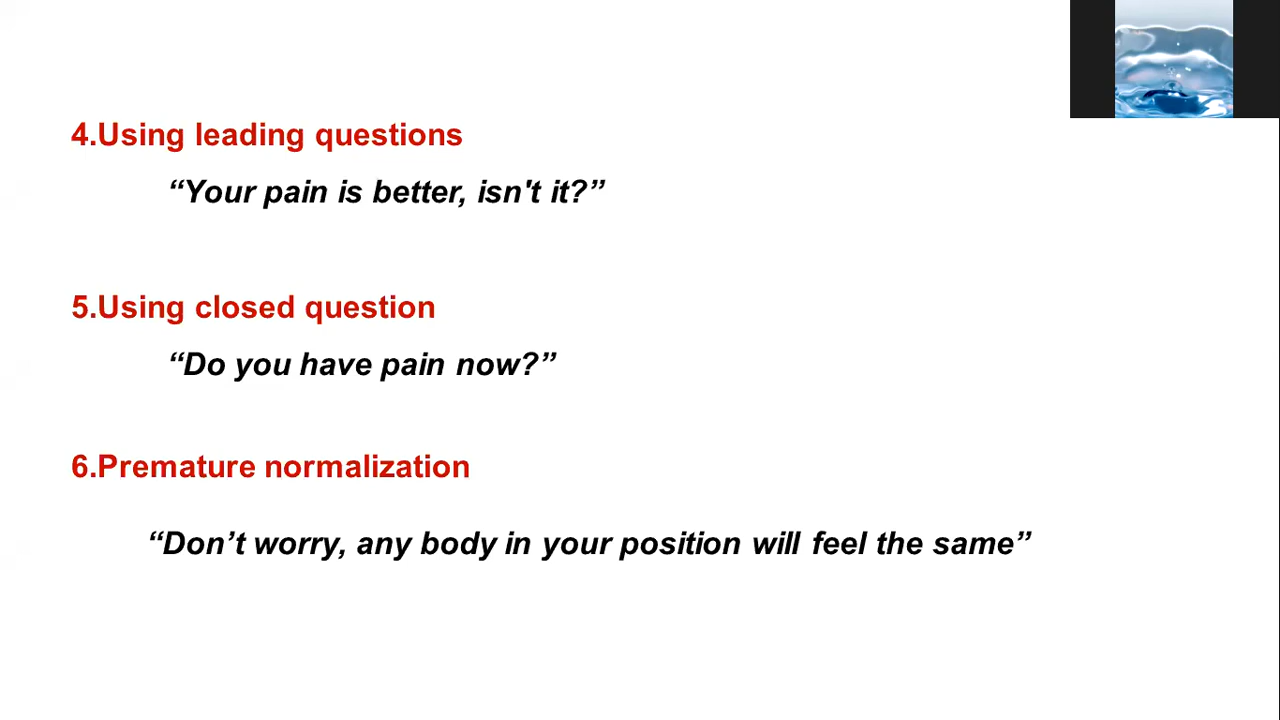 4.Using leading questions
“Your pain is better, isn't it?”
5.Using closed question
“Do you have pain now?”
6.Premature normalization
“Don’t worry, any body in your position will feel the same”